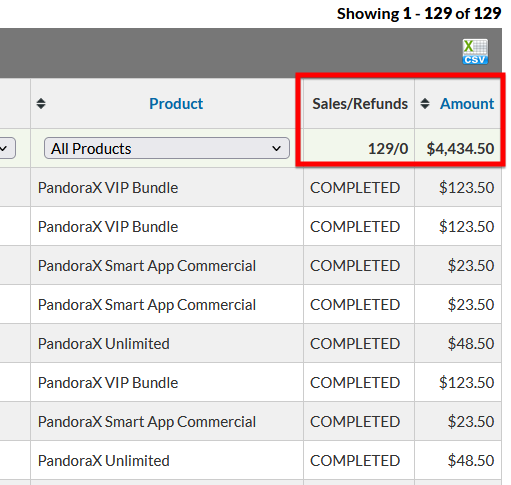 Showing 1 - 129 of 129
X
CSV
Product Sales/Refunds Amount
All Products 129/0 $4,434.50
PandoraX VIP Bundle COMPLETED $123.50
PandoraX VIP Bundle COMPLETED $123.50
PandoraX Smart App Commercial COMPLETED $23.50
PandoraX Smart App Commercial COMPLETED $23.50
PandoraX Unlimited COMPLETED $48.50
PandoraX VIP Bundle COMPLETED $123.50
PandoraX Smart App Commercial COMPLETED $23.50
PandoraX Unlimited COMPLETED $48.50